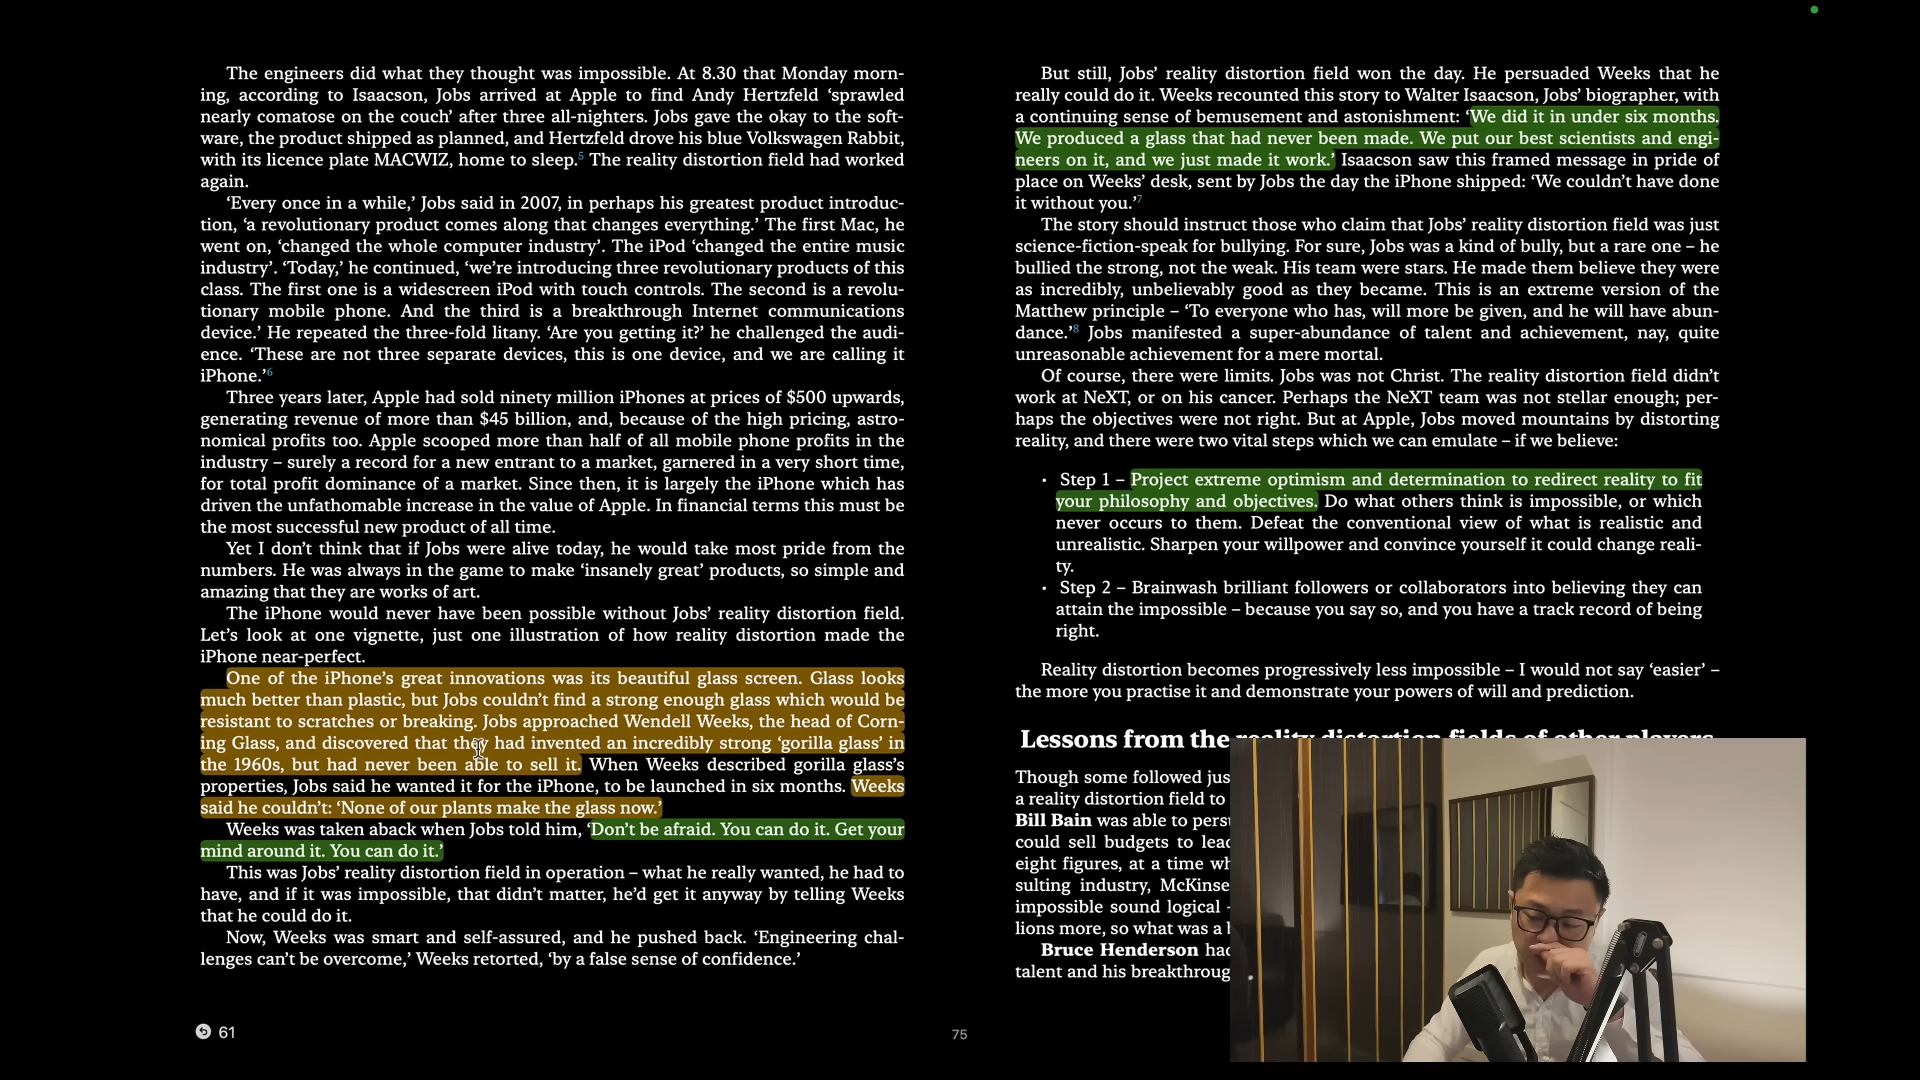 The engineers did what they thought was impossible. At 8.30 that Monday morn-
ing, according to Isaacson, Jobs arrived at Apple to find Andy Hertzfeld ‘sprawled
nearly comatose on the couch’ after three all-nighters. Jobs gave the okay to the soft-
ware, the product shipped as planned, and Hertzfeld drove his blue Volkswagen Rabbit,
with its licence plate MACWIZ, home to sleep.5 The reality distortion field had worked
again.
‘Every once in a while,’ Jobs said in 2007, in perhaps his greatest product introduc-
tion, ‘a revolutionary product comes along that changes everything.’ The first Mac, he
went on, ‘changed the whole computer industry’. The iPod ‘changed the entire music
industry’. ‘Today,’ he continued, ‘we’re introducing three revolutionary products of this
class. The first one is a widescreen iPod with touch controls. The second is a revolu-
tionary mobile phone. And the third is a breakthrough Internet communications
device.’ He repeated the three-fold litany. ‘Are you getting it?’ he challenged the audi-
ence. ‘These are not three separate devices, this is one device, and we are calling it
iPhone.’6
Three years later, Apple had sold ninety million iPhones at prices of $500 upwards,
generating revenue of more than $45 billion, and, because of the high pricing, astro-
nomical profits too. Apple scooped more than half of all mobile phone profits in the
industry – surely a record for a new entrant to a market, garnered in a very short time,
for total profit dominance of a market. Since then, it is largely the iPhone which has
driven the unfathomable increase in the value of Apple. In financial terms this must be
the most successful new product of all time.
Yet I don’t think that if Jobs were alive today, he would take most pride from the
numbers. He was always in the game to make ‘insanely great’ products, so simple and
amazing that they are works of art.
The iPhone would never have been possible without Jobs’ reality distortion field.
Let’s look at one vignette, just one illustration of how reality distortion made the
iPhone near-perfect.
One of the iPhone’s great innovations was its beautiful glass screen. Glass looks
much better than plastic, but Jobs couldn’t find a strong enough glass which would be
resistant to scratches or breaking. Jobs approached Wendell Weeks, the head of Corn-
ing Glass, and discovered that they had invented an incredibly strong ‘gorilla glass’ in
the 1960s, but had never been able to sell it. When Weeks described gorilla glass’s
properties, Jobs said he wanted it for the iPhone, to be launched in six months. Weeks
said he couldn’t: ‘None of our plants make the glass now.’
Weeks was taken aback when Jobs told him, ‘Don’t be afraid. You can do it. Get your
mind around it. You can do it.’
This was Jobs’ reality distortion field in operation – what he really wanted, he had to
have, and if it was impossible, that didn’t matter, he’d get it anyway by telling Weeks
that he could do it.
Now, Weeks was smart and self-assured, and he pushed back. ‘Engineering chal-
lenges can’t be overcome,’ Weeks retorted, ‘by a false sense of confidence.’
61
But still, Jobs’ reality distortion field won the day. He persuaded Weeks that he
really could do it. Weeks recounted this story to Walter Isaacson, Jobs’ biographer, with
a continuing sense of bemusement and astonishment: ‘We did it in under six months.
We produced a glass that had never been made. We put our best scientists and engi-
neers on it, and we just made it work.’ Isaacson saw this framed message in pride of
place on Weeks’ desk, sent by Jobs the day the iPhone shipped: ‘We couldn’t have done
it without you.’7
The story should instruct those who claim that Jobs’ reality distortion field was just
science-fiction-speak for bullying. For sure, Jobs was a kind of bully, but a rare one – he
bullied the strong, not the weak. His team were stars. He made them believe they were
as incredibly, unbelievably good as they became. This is an extreme version of the
Matthew principle – ‘To everyone who has, will more be given, and he will have abun-
dance.’8 Jobs manifested a super-abundance of talent and achievement, nay, quite
unreasonable achievement for a mere mortal.
Of course, there were limits. Jobs was not Christ. The reality distortion field didn’t
work at NeXT, or on his cancer. Perhaps the NeXT team was not stellar enough; per-
haps the objectives were not right. But at Apple, Jobs moved mountains by distorting
reality, and there were two vital steps which we can emulate – if we believe:
• Step 1 – Project extreme optimism and determination to redirect reality to fit
your philosophy and objectives. Do what others think is impossible, or which
never occurs to them. Defeat the conventional view of what is realistic and
unrealistic. Sharpen your willpower and convince yourself it could change reali-
ty.
• Step 2 – Brainwash brilliant followers or collaborators into believing they can
attain the impossible – because you say so, and you have a track record of being
right.
Reality distortion becomes progressively less impossible – I would not say ‘easier’ –
the more you practise it and demonstrate your powers of will and prediction.
Lessons from the reality distortion fields of other players
Though some followed
a reality distortion field to
Bill Bain was able to
could sell budgets to
eight figures, at a time
sulting industry,
impossible sound logical
lions more, so what was a
Bruce Henderson
talent and his
75